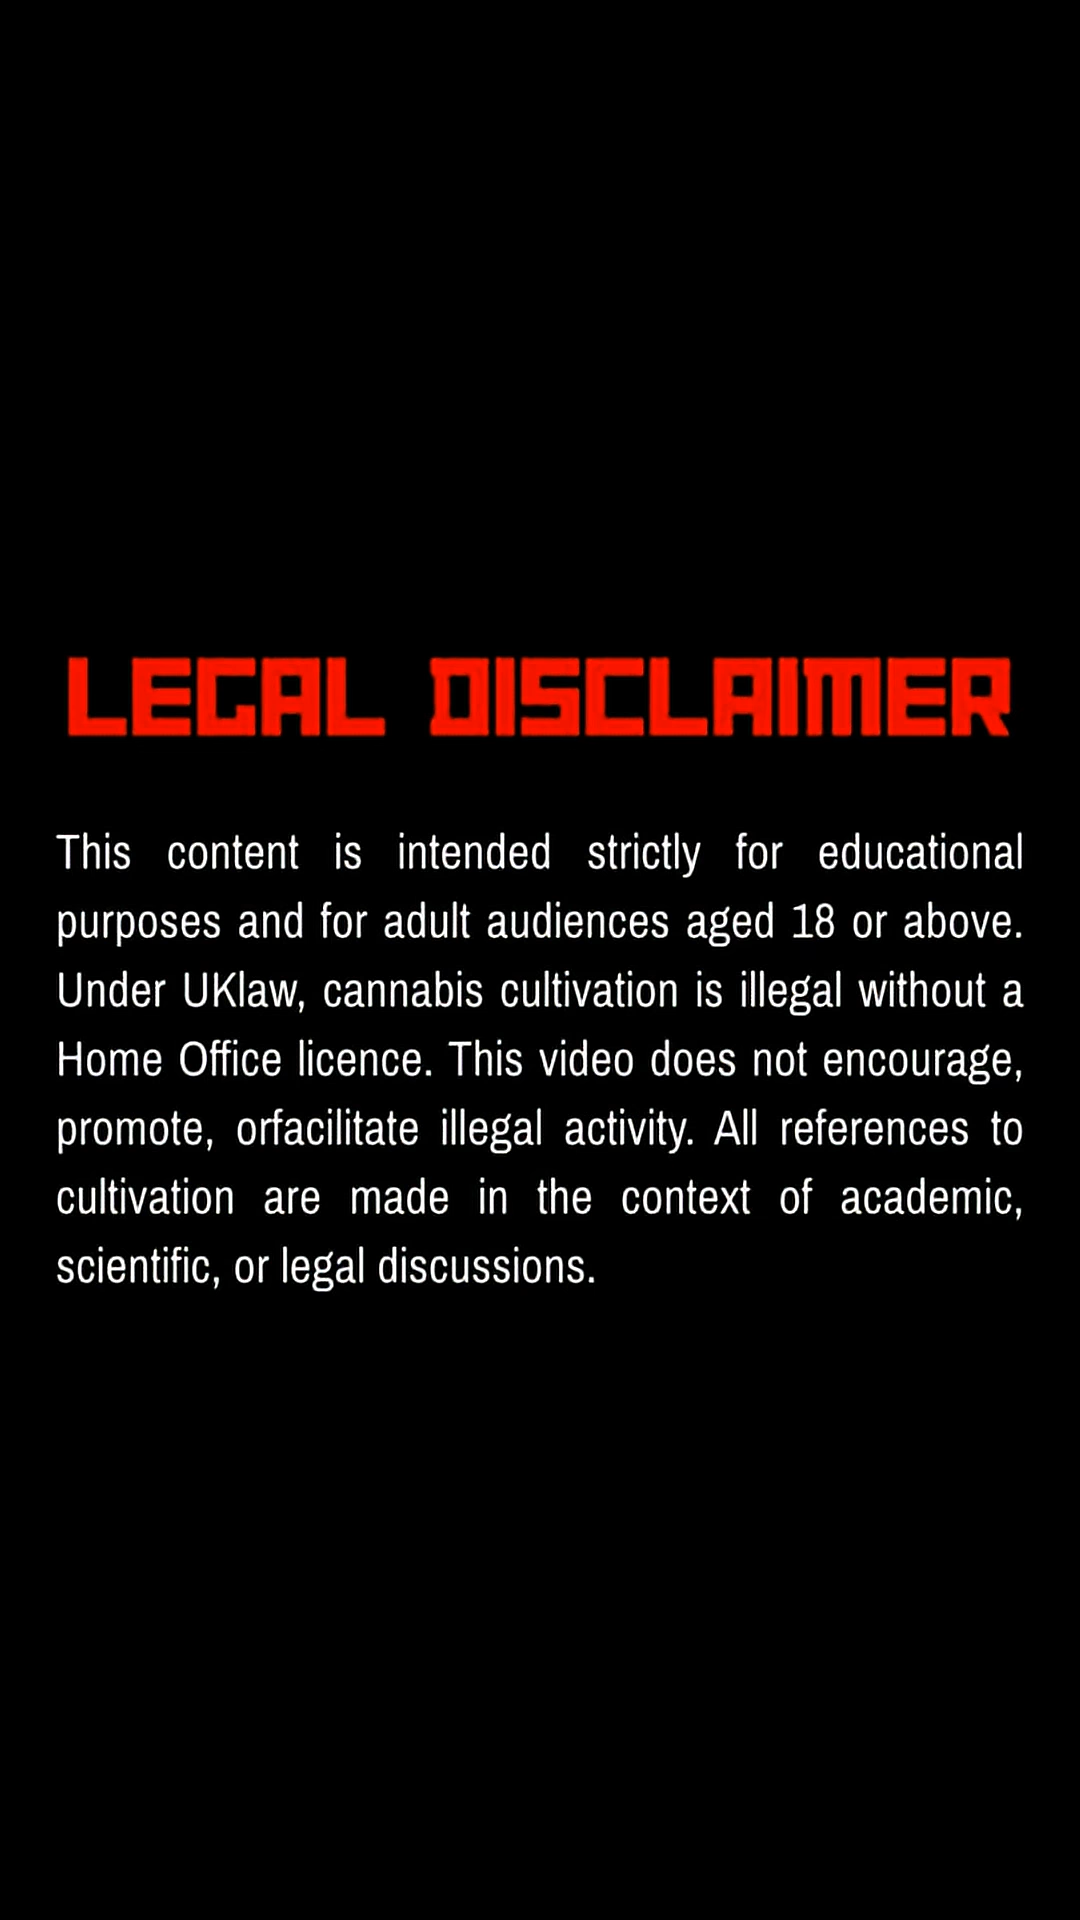 LEGAL DISCLAIMER
This content is intended strictly for educational
purposes and for adult audiences aged 18 or above.
Under UKlaw, cannabis cultivation is illegal without a
Home Office licence. This video does not encourage,
promote, orfacilitate illegal activity. All references to
cultivation are made in the context of academic,
scientific, or legal discussions.